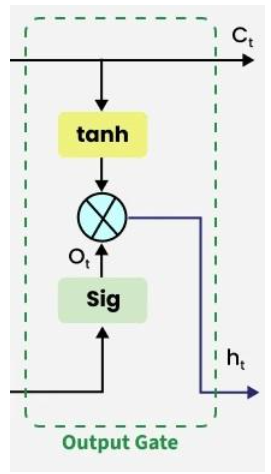 Cₜ
tanh
Oₜ
Sig
hₜ
Output Gate